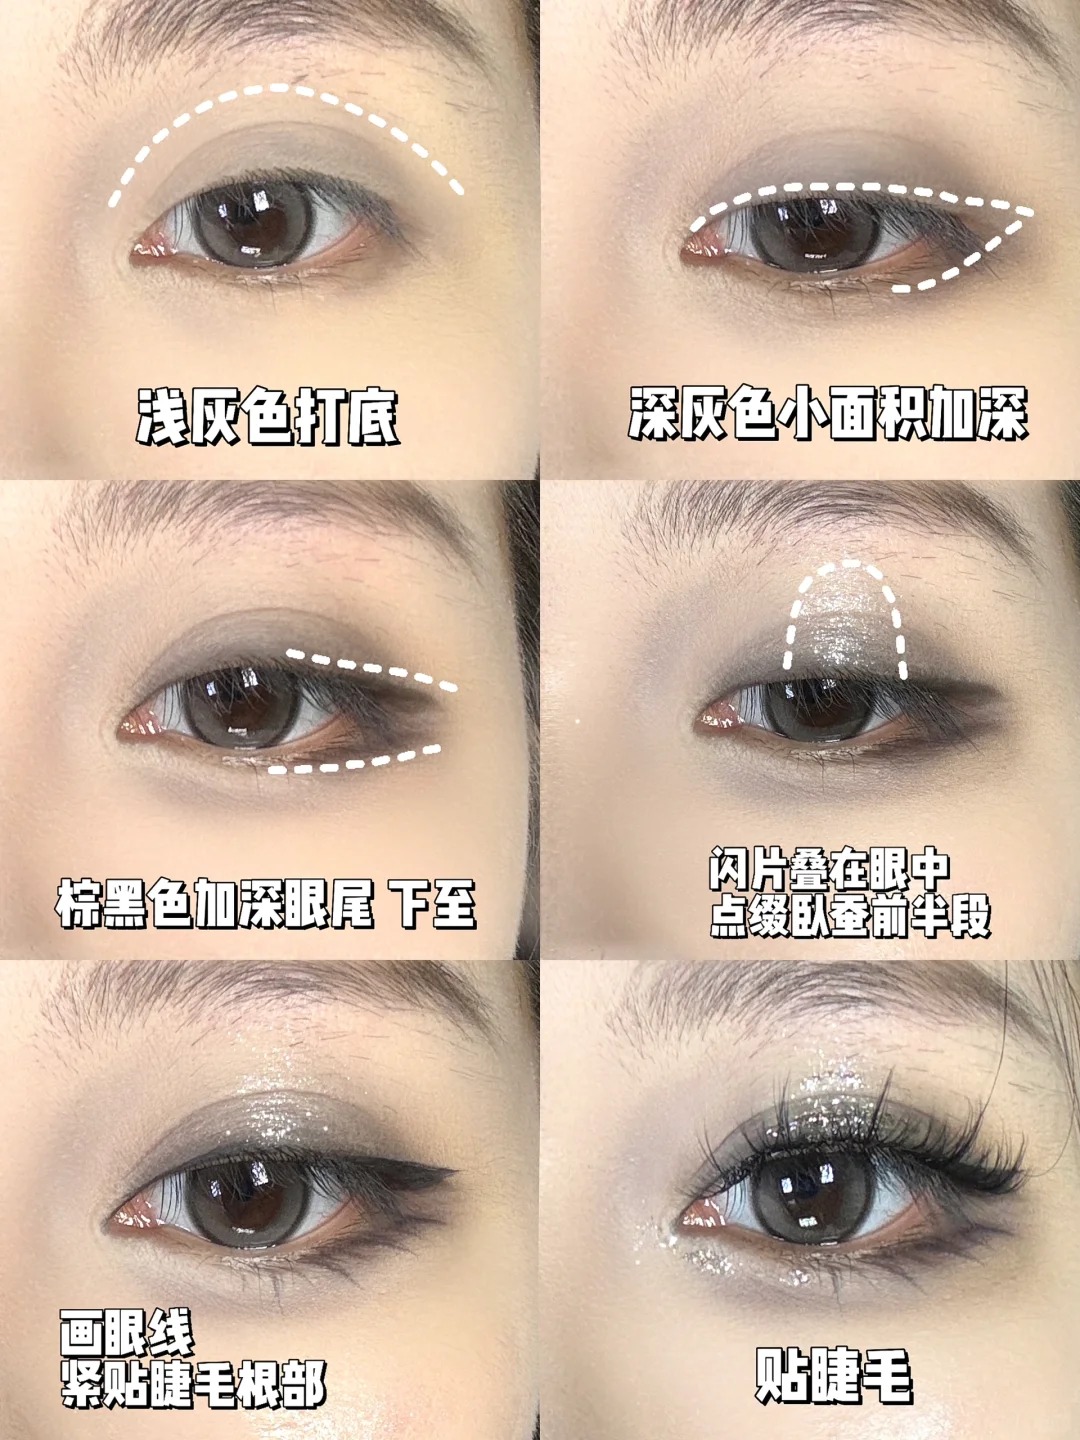 浅灰色打底
深灰色小面积加深
棕黑色加深眼尾 下至
闪片叠在眼中
点缀卧蚕前半段
画眼线
紧贴睫毛根部
贴睫毛